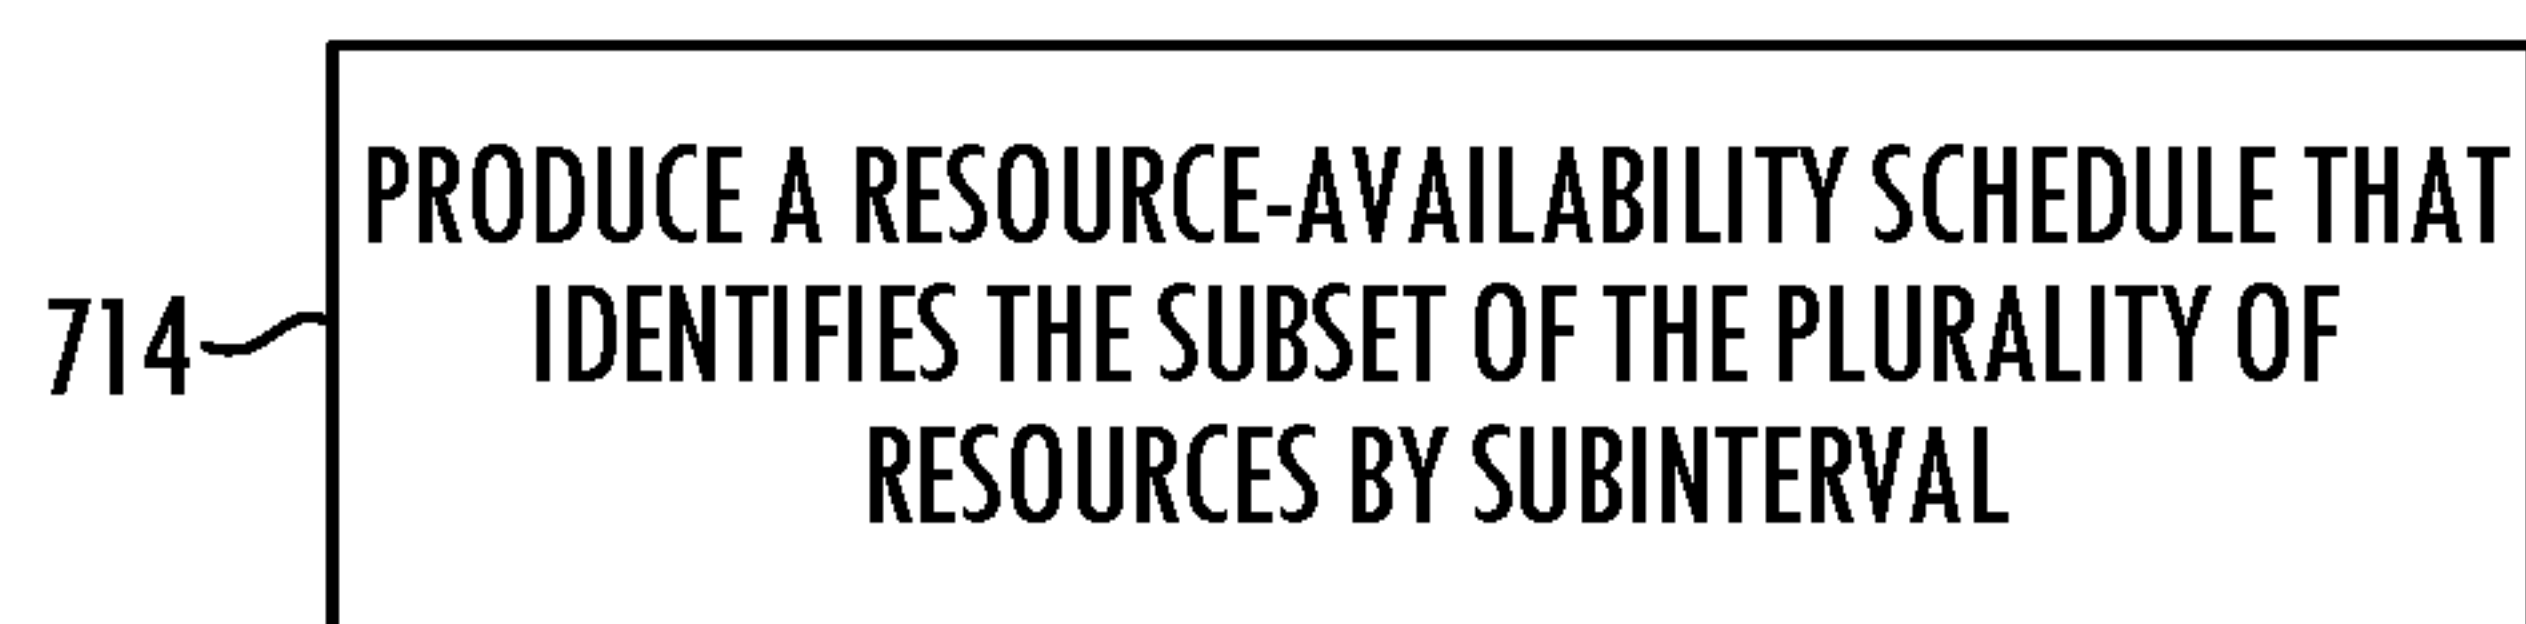 PRODUCE A RESOURCE-AVAILABILITY SCHEDULE THAT
IDENTIFIES THE SUBSET OF THE PLURALITY OF
714
RESOURCES BY SUBINTERVAL